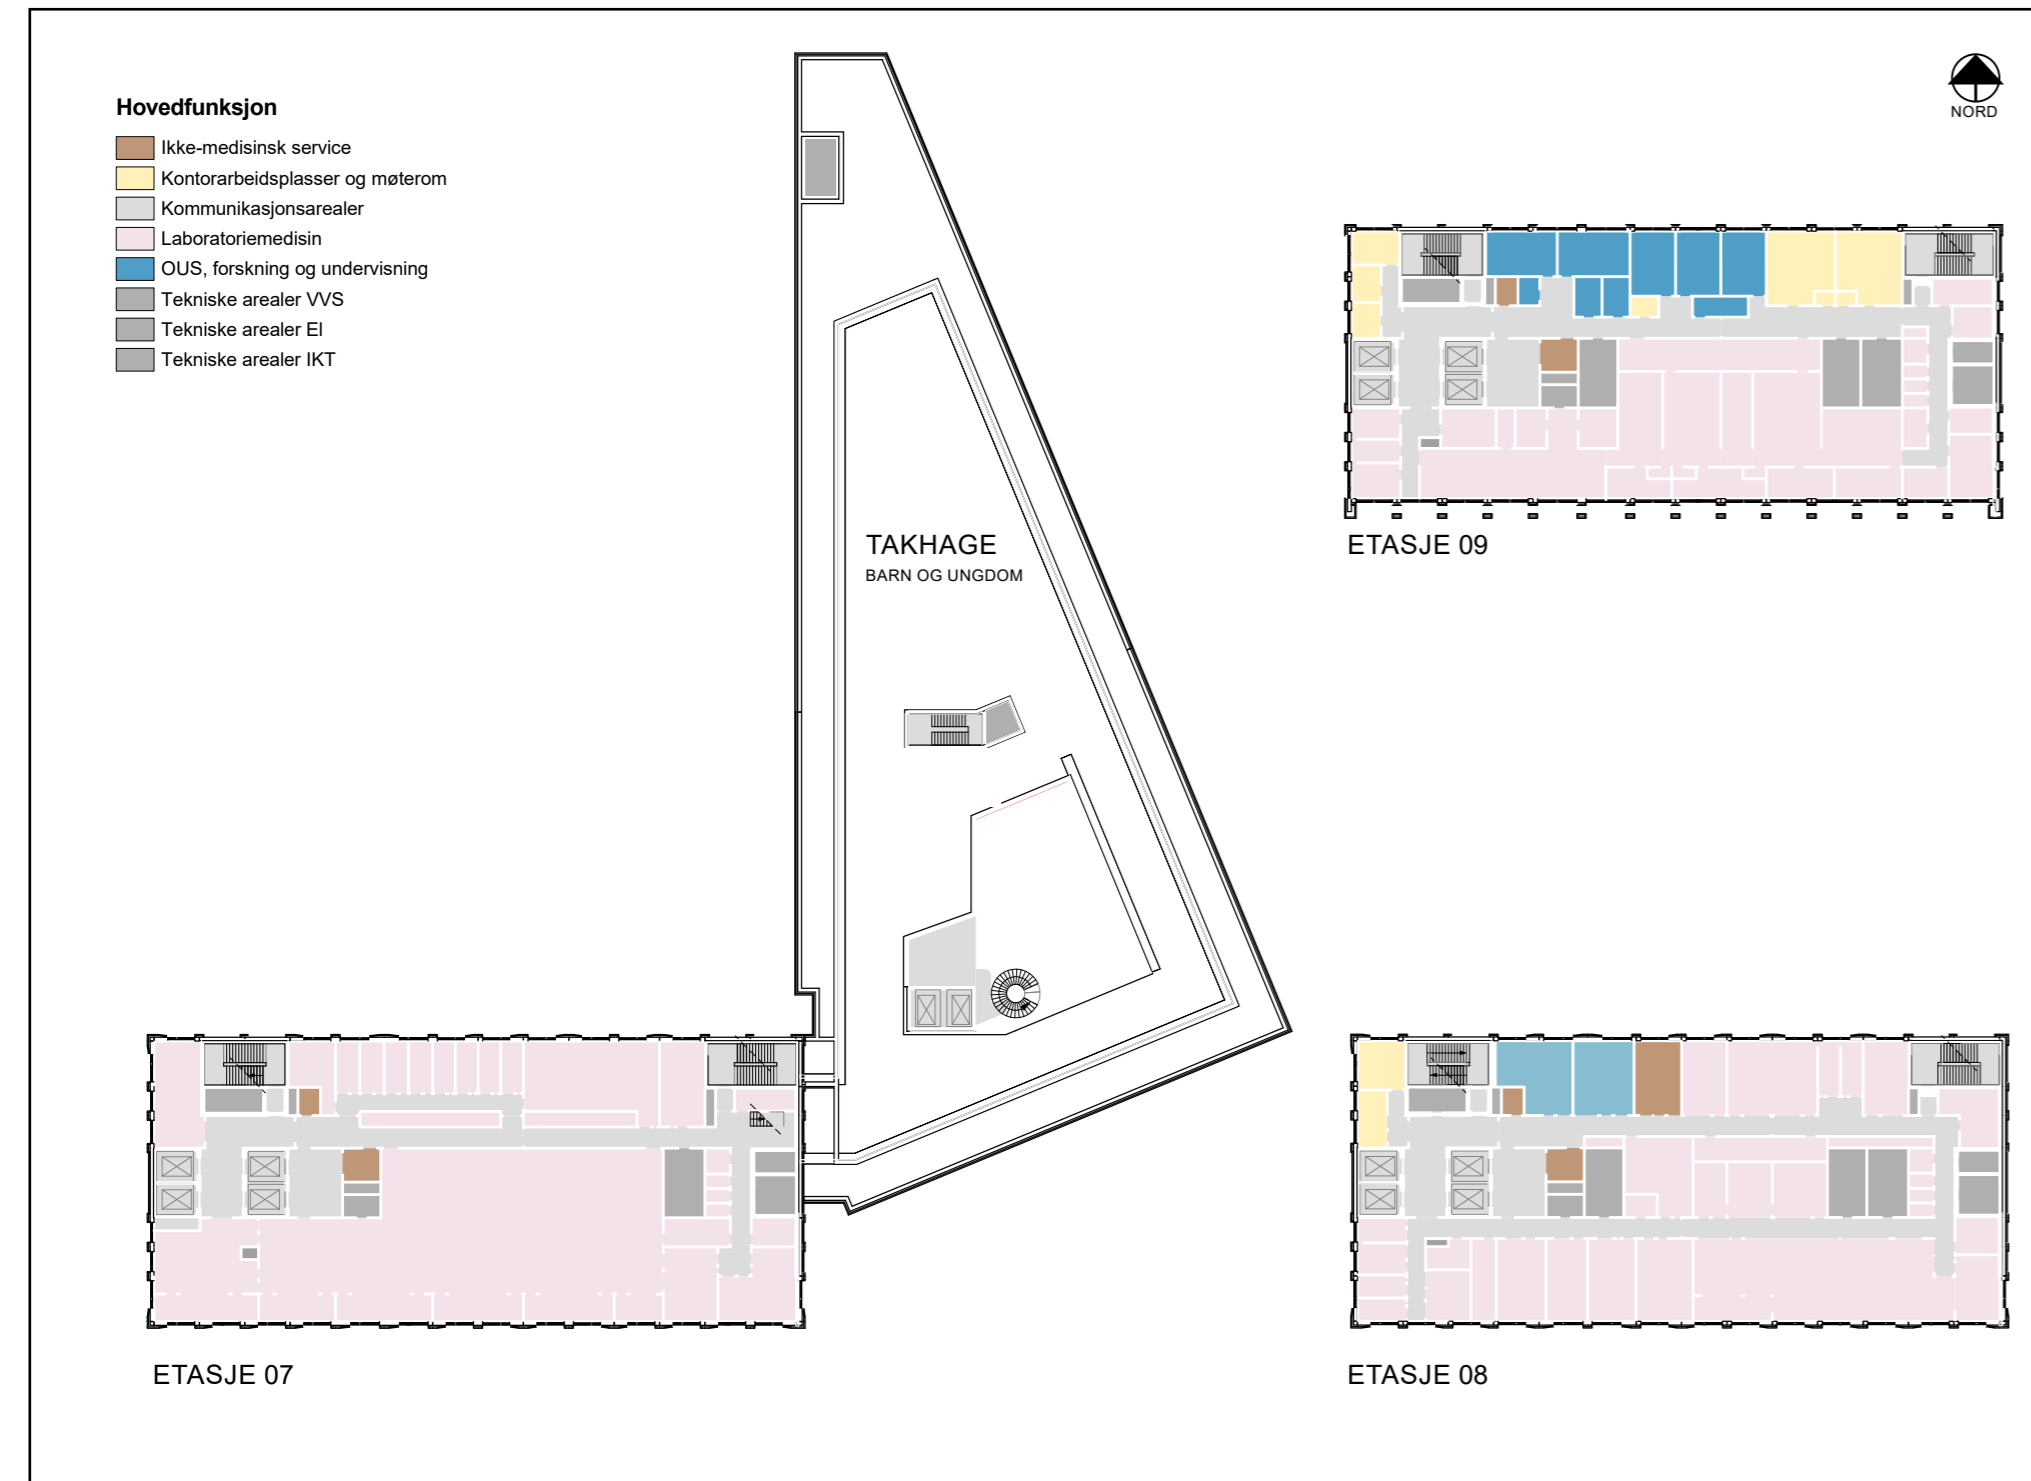 Hovedfunksjon
Ikke-medisinsk service
Kontorarbeidsplasser og møterom
Kommunikasjonsarealer
Laboratoriemedisin
OUS, forskning og undervisning
Tekniske arealer VVS
Tekniske arealer El
Tekniske arealer IKT
NORD
TAKHAGE
BARN OG UNGDOM
ETASJE 09
ETASJE 07
ETASJE 08